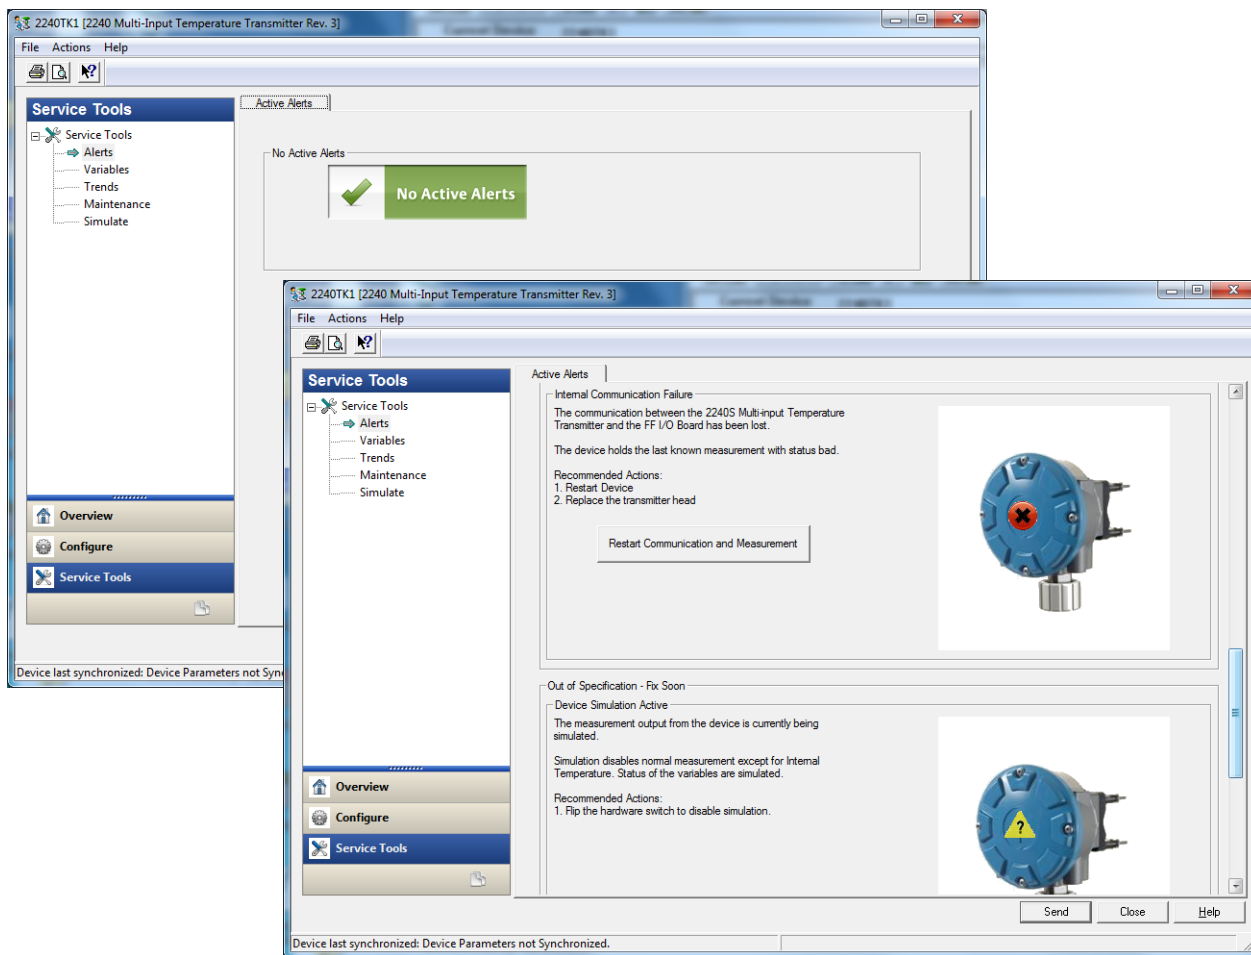 2240TK1 [2240 Multi-Input Temperature Transmitter Rev. 3]
File Actions Help
Service Tools
Service Tools
Alerts
Variables
Trends
Maintenance
Simulate
Active Alerts
No Active Alerts
No Active Alerts
Overview
Configure
Service Tools
Device last synchronized: Device Parameters not Syn
2240TK1 [2240 Multi-Input Temperature Transmitter Rev. 3]
File Actions Help
Service Tools
Service Tools
Alerts
Variables
Trends
Maintenance
Simulate
Overview
Configure
Service Tools
Active Alerts
Internal Communication Failure
The communication between the 2240S Multi-input Temperature
Transmitter and the FF I/O Board has been lost.
The device holds the last known measurement with status bad.
Recommended Actions:
1. Restart Device
2. Replace the transmitter head
Restart Communication and Measurement
Out of Specification - Fix Soon
Device Simulation Active
The measurement output from the device is currently being
simulated.
Simulation disables normal measurement except for Internal
Temperature. Status of the variables are simulated.
Recommended Actions:
1. Flip the hardware switch to disable simulation.
?
Send Close Help
Device last synchronized: Device Parameters not Synchronized.